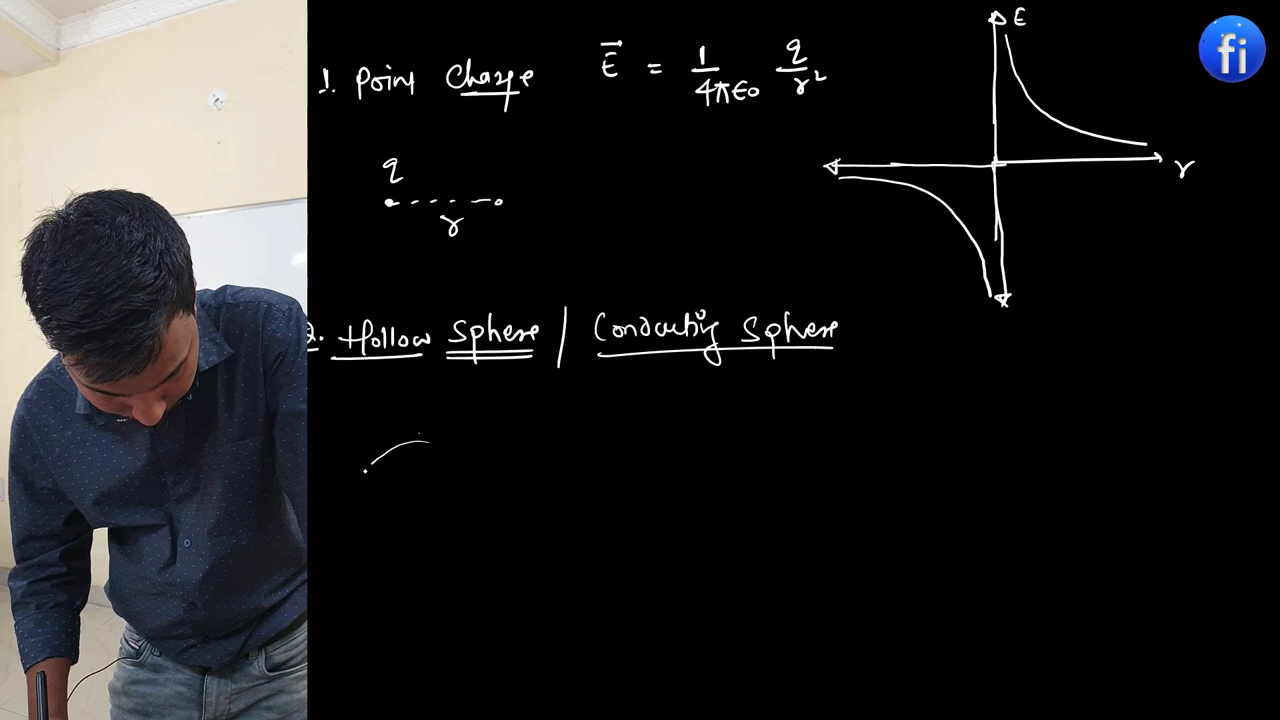 1. Point Charge E⃗ = 1/4πϵ0 q/r²
E
r
q
r
2. Hollow Sphere / Conducting Sphere
fi